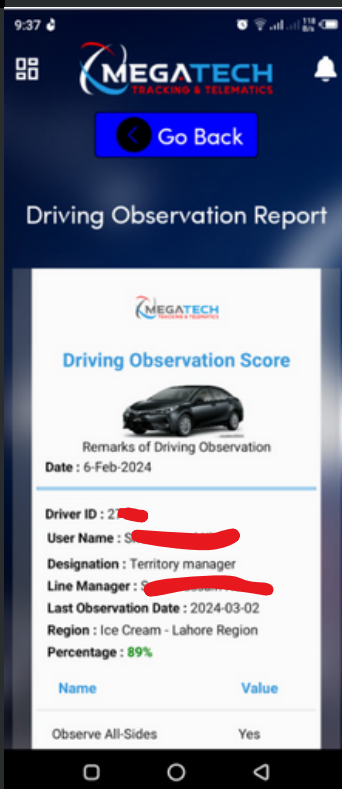 9:37
118
B/s
MEGATECH
TRACKING & TELEMATICS
Go Back
Driving Observation Report
MEGATECH
TRACKING & TELEMATICS
Driving Observation Score
Remarks of Driving Observation
Date : 6-Feb-2024
Driver ID : 2
User Name : S
Designation : Territory manager
Line Manager : S
Last Observation Date : 2024-03-02
Region : Ice Cream - Lahore Region
Percentage : 89%
Name Value
Observe All-Sides Yes